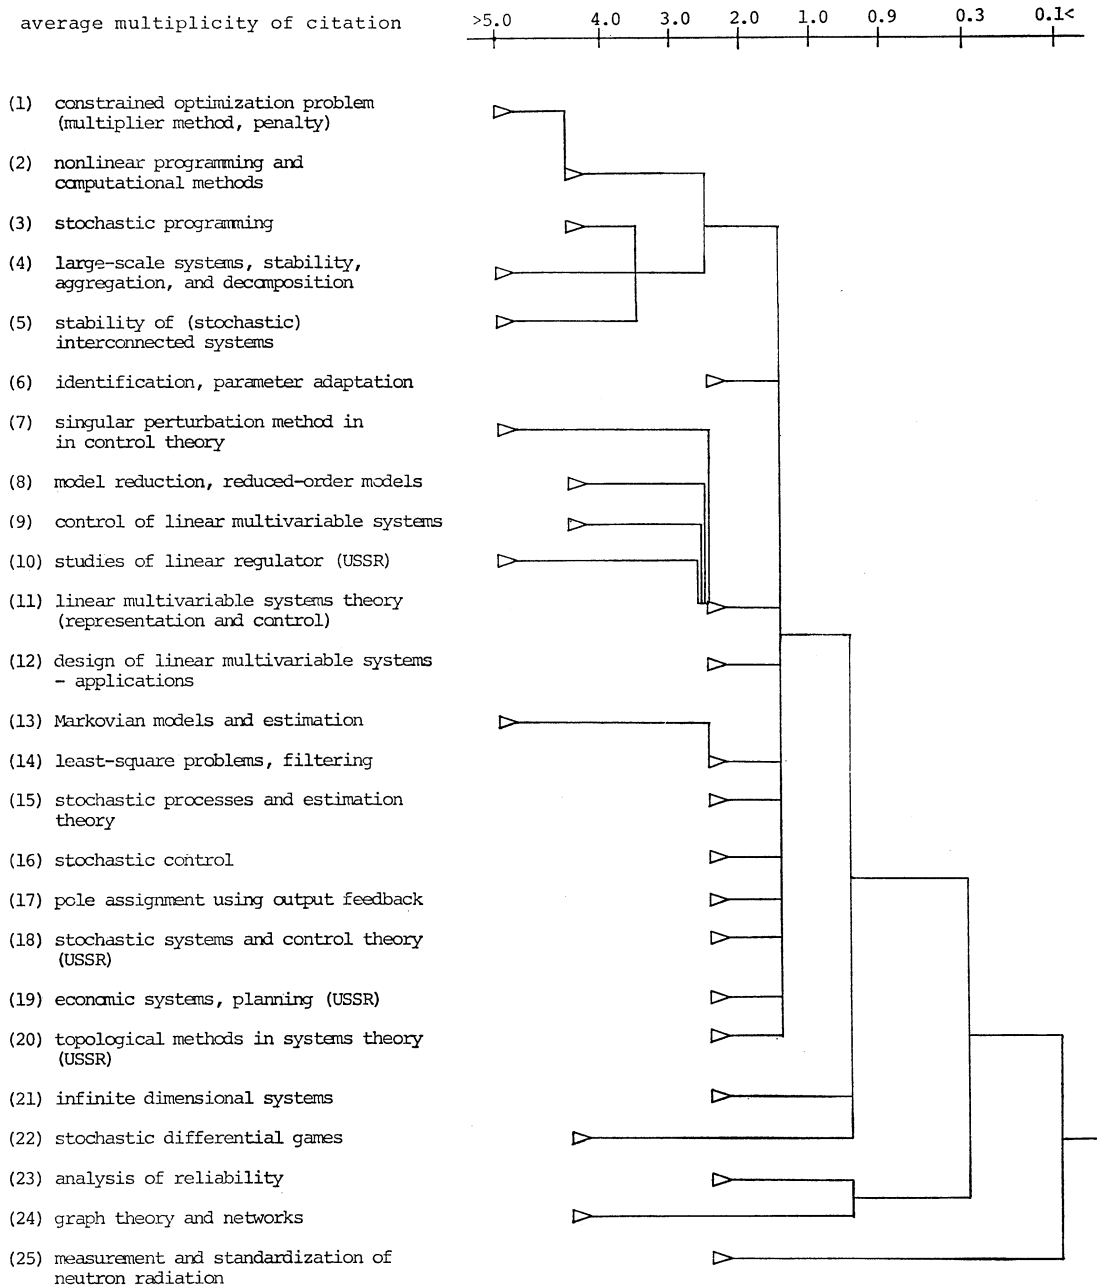 average multiplicity of citation
>5.0 4.0 3.0 2.0 1.0 0.9 0.3 0.1<
(1) constrained optimization problem
(multiplier method, penalty)
(2) nonlinear programming and
computational methods
(3) stochastic programming
(4) large-scale systems, stability,
aggregation, and decomposition
(5) stability of (stochastic)
interconnected systems
(6) identification, parameter adaptation
(7) singular perturbation method in
in control theory
(8) model reduction, reduced-order models
(9) control of linear multivariable systems
(10) studies of linear regulator (USSR)
(11) linear multivariable systems theory
(representation and control)
(12) design of linear multivariable systems
- applications
(13) Markovian models and estimation
(14) least-square problems, filtering
(15) stochastic processes and estimation
theory
(16) stochastic control
(17) pole assignment using output feedback
(18) stochastic systems and control theory
(USSR)
(19) economic systems, planning (USSR)
(20) topological methods in systems theory
(USSR)
(21) infinite dimensional systems
(22) stochastic differential games
(23) analysis of reliability
(24) graph theory and networks
(25) measurement and standardization of
neutron radiation